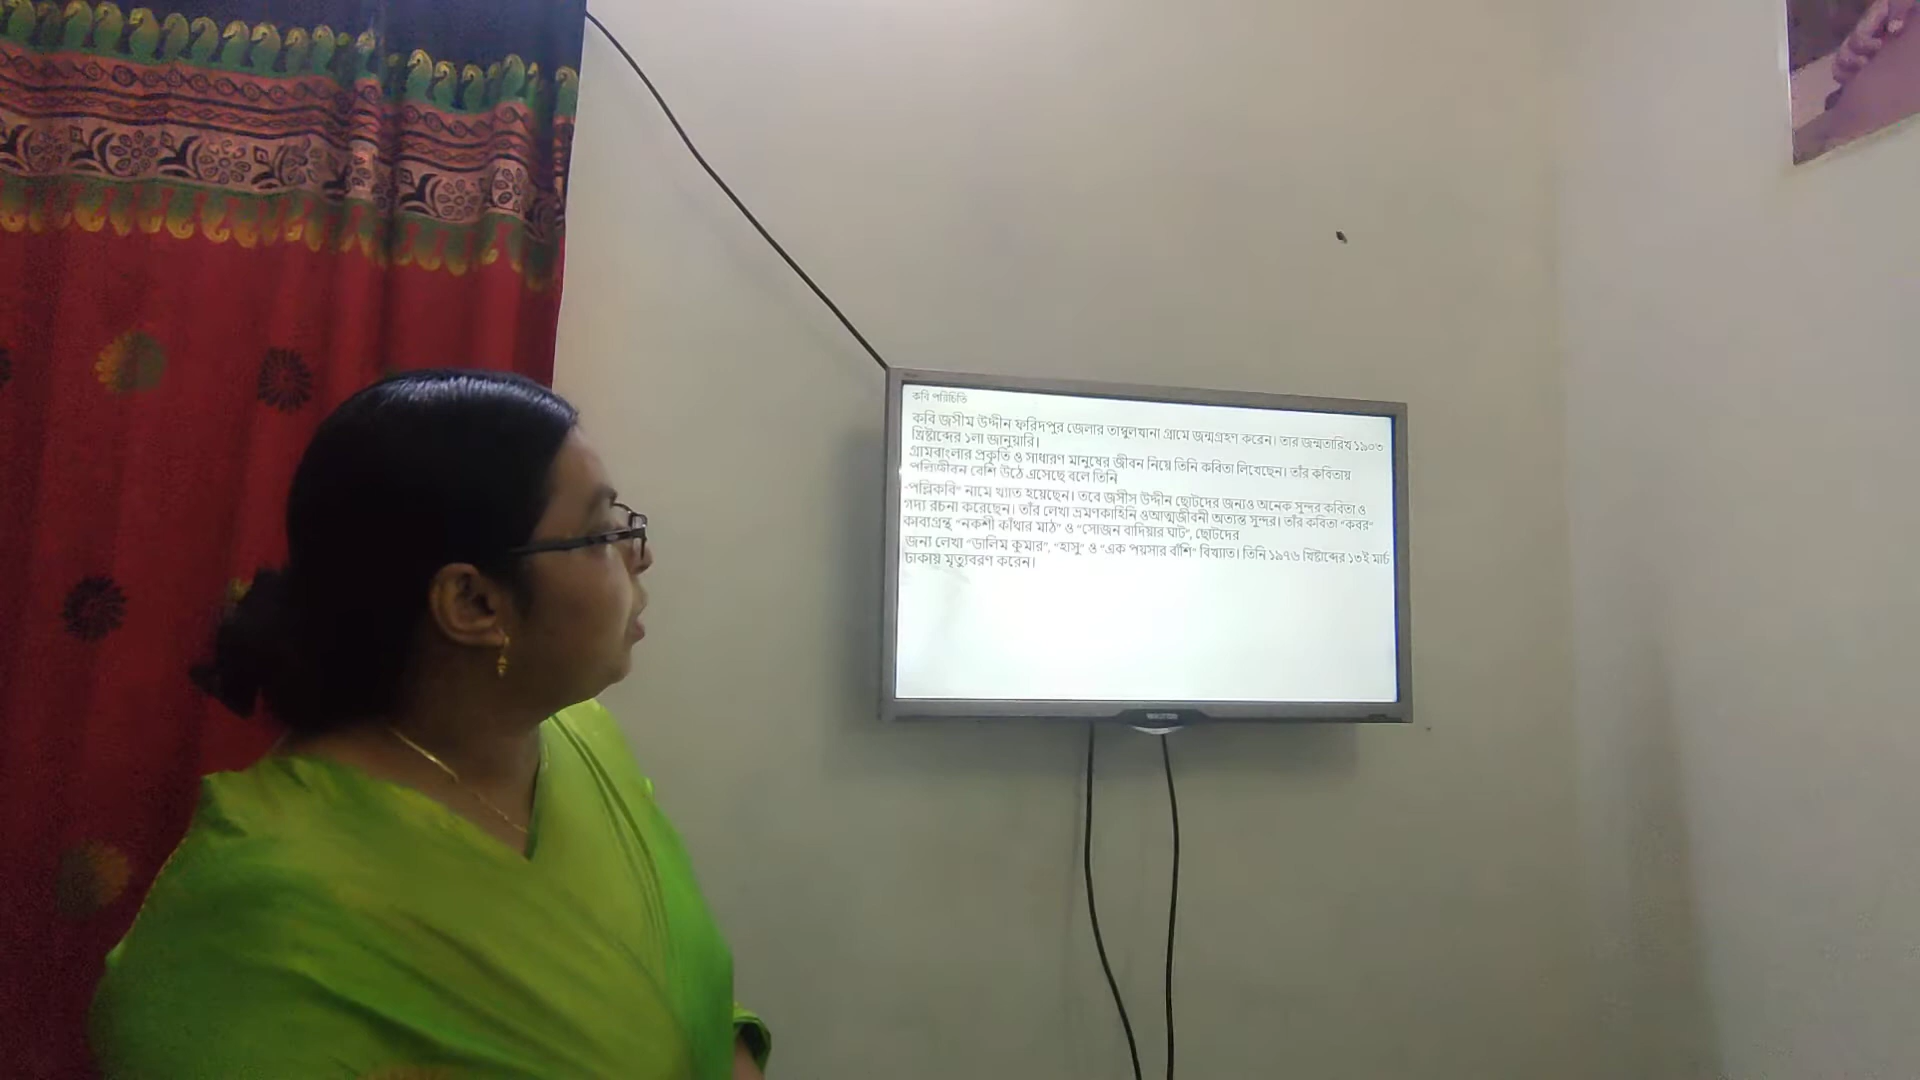 কবি পরিচিতি
কবি জসীম উদ্দীন ফরিদপুর জেলার তাম্বুলখানা গ্রামে জন্মগ্রহণ করেন। তার জন্মতারিখ ১৯০৩
খ্রিষ্টাব্দের ১লা জানুয়ারি।
গ্রামবাংলার প্রকৃতি ও সাধারণ মানুষের জীবন নিয়ে তিনি কবিতা লিখেছেন। তাঁর কবিতায়
পল্লিজীবন বেশি উঠে এসেছে বলে তিনি
"পল্লিকবি" নামে খ্যাত হয়েছেন। তবে জসীস উদ্দীন ছোটদের জন্যও অনেক সুন্দর কবিতা ও
গদ্য রচনা করেছেন। তাঁর লেখা ভ্রমণকাহিনি ওআত্মজীবনী অত্যন্ত সুন্দর। তাঁর কবিতা "কবর"
কাব্যগ্রন্থ "নকশী কাঁথার মাঠ" ও "সোজন বাদিয়ার ঘাট", ছোটদের
জন্য লেখা "ডালিম কুমার", "হাসু" ও "এক পয়সার বাঁশি" বিখ্যাত। তিনি ১৯৭৬ খিষ্টাব্দের ১৩ই মার্চ
ঢাকায় মৃত্যুবরণ করেন।
WALTON